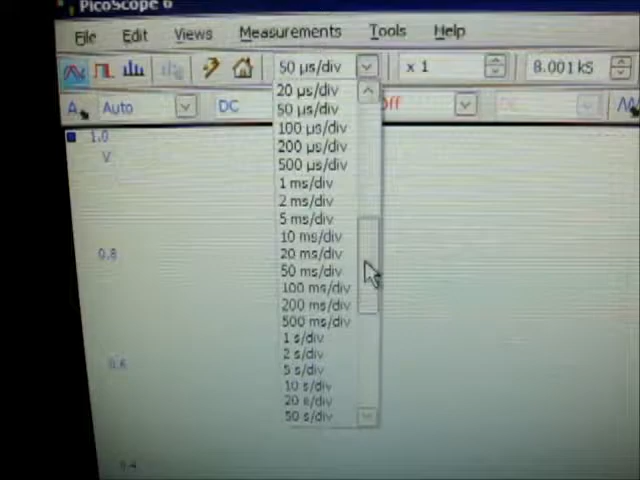 PicoScope 6
File Edit Views Measurements Tools Help
50 µs/div x 1 8.001 kS
A Auto DC Off DC
20 µs/div
50 µs/div
100 µs/div
200 µs/div
500 µs/div
1 ms/div
2 ms/div
5 ms/div
10 ms/div
20 ms/div
50 ms/div
100 ms/div
200 ms/div
500 ms/div
1 s/div
2 s/div
5 s/div
10 s/div
20 s/div
50 s/div
1.0
V
0.8
0.6
0.4